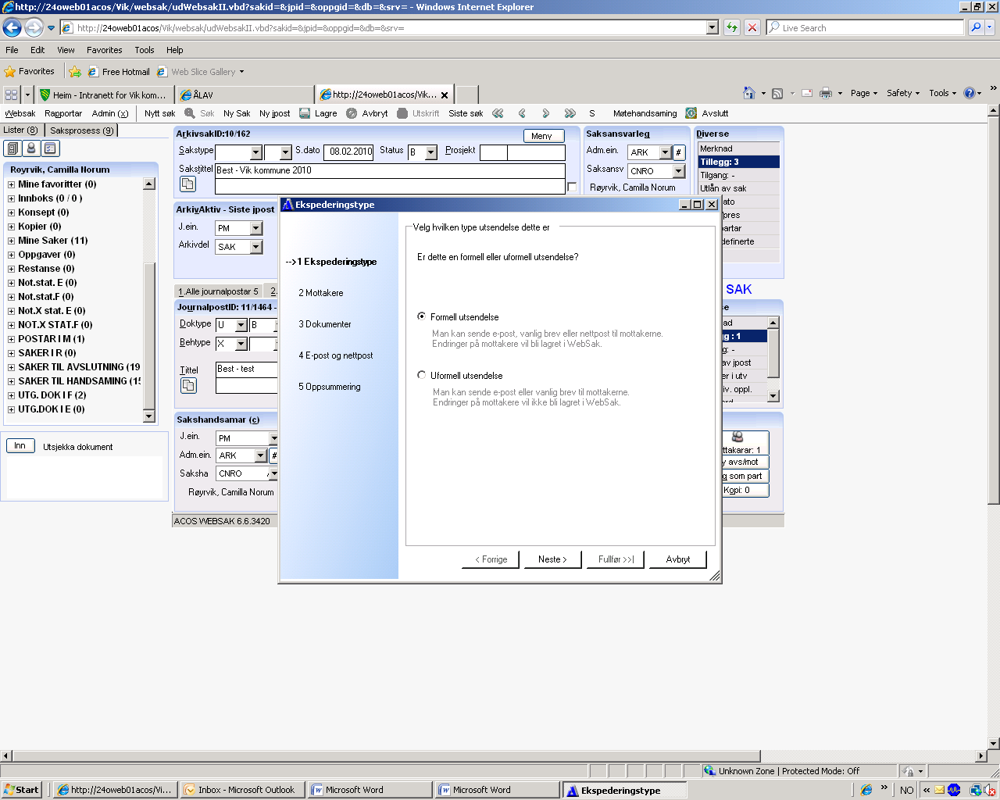 http://24oweb01acos/Vik/websak/udWebsakII.vbd?sakid=&jpid=&oppgid=&db=&srv= - Windows Internet Explorer
http://24oweb01acos/Vik/websak/udWebsakII.vbd?sakid=&jpid=&oppgid=&db=&srv=
Live Search
File Edit View Favorites Tools Help
Favorites Free Hotmail Web Slice Gallery
Heim - Intranett for Vik kom... ÅLAV http://24oweb01acos/Vik... Page Safety Tools
Websak Rapportar Admin (x) Nytt søk Søk Ny Sak Ny jpost Lagre Avbryt Utskrift Siste søk S Møtehandsaming Avslutt
Lister (8) Saksprosess (9)
Røyrvik, Camilla Norum
Mine favoritter (0)
Innboks (0 / 0 )
Konsept (0)
Kopier (0)
Mine Saker (11)
Oppgaver (0)
Restanse (0)
Not.stat. E (0)
Not.stat.F (0)
Not.X stat. E (0)
NOT.X STAT.F (0)
POSTAR I M (1)
SAKER I R (0)
SAKER TIL AVSLUTNING (19
SAKER TIL HANDSAMING (15
UTG. DOK I F (2)
UTG.DOK I E (0)
Inn Utsjekka dokument
ArkivsakID:10/162 Meny
Sakstype S.dato 08.02.2010 Status B Prosjekt
Sakstittel Best - Vik kommune 2010
Saksansvarleg
Adm.ein. ARK #
Saksansv CNRO
Røyrvik, Camilla Norum
Diverse
Merknad
Tillegg: 3
Tilgang: -
Utlån av sak
ato
/pres
partar
definerte
ArkivAktiv - Siste jpost
J.ein. PM
Arkivdel SAK
SAK
1.Alle journalpostar 5 2.
JournalpostID: 11/1464 -
Doktype U B
Behtype X
Tittel Best - test
se
ad
g : 1
g: -
av jpost
er i utv
iv. oppl.
ord
Sakshandsamar (c)
J.ein. PM
Adm.ein. ARK #
Saksha CNRO
Røyrvik, Camilla Norum
ttakarar: 1
y avs/mot
g som part
Kopi: 0
ACOS WEBSAK 6.6.3420
Ekspederingstype
-->1 Ekspederingstype
2 Mottakere
3 Dokumenter
4 E-post og nettpost
5 Oppsummering
Velg hvilken type utsendelse dette er
Er dette en formell eller uformell utsendelse?
Formell utsendelse
Man kan sende e-post, vanlig brev eller nettpost til mottakerne.
Endringer på mottakere vil bli lagret i WebSak.
Uformell utsendelse
Man kan sende e-post eller vanlig brev til mottakerne.
Endringer på mottakere vil ikke bli lagret i WebSak.
< Forrige Neste > Fullfør >>| Avbryt
Unknown Zone | Protected Mode: Off
Start http://24oweb01acos/Vi... Inbox - Microsoft Outlook Microsoft Word Microsoft Word Ekspederingstype NO